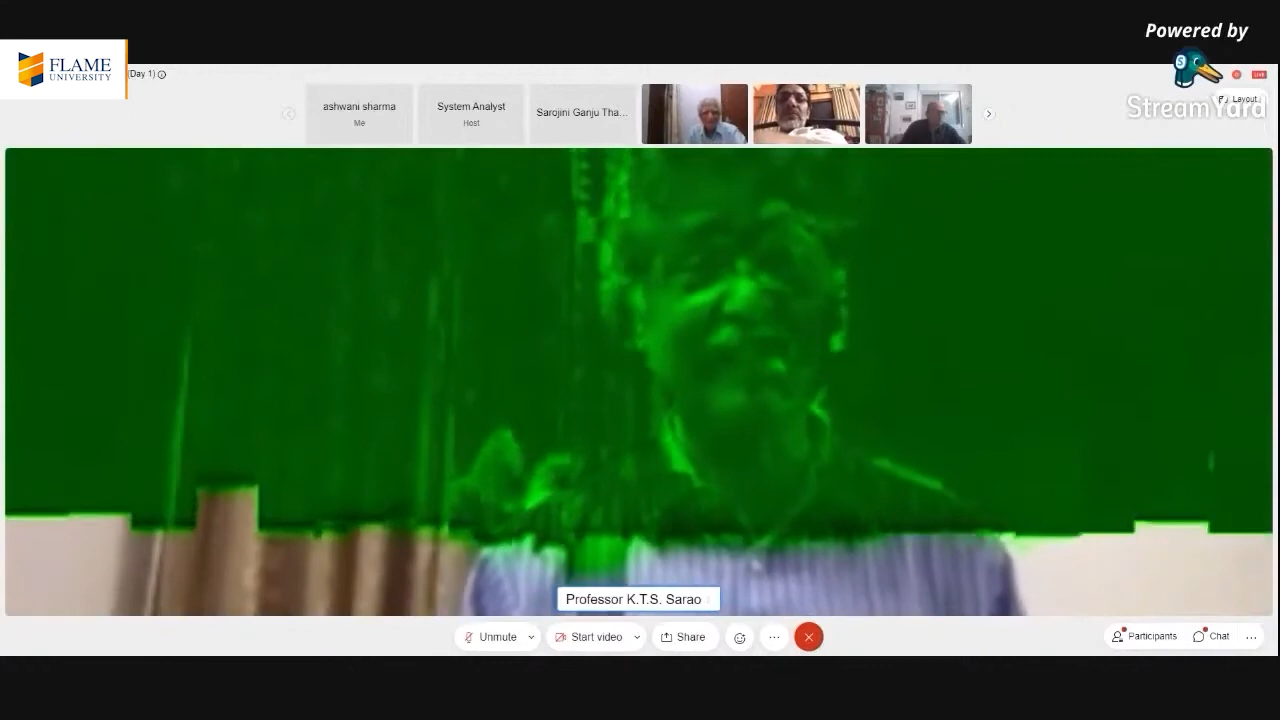 Powered by
FLAME
UNIVERSITY
(Day 1)
LIVE
S
StreamYard
Layout
ashwani sharma
Me
System Analyst
Host
Sarojini Ganju Tha...
Professor K.T.S. Sarao
Unmute
Start video
Share
Participants
Chat